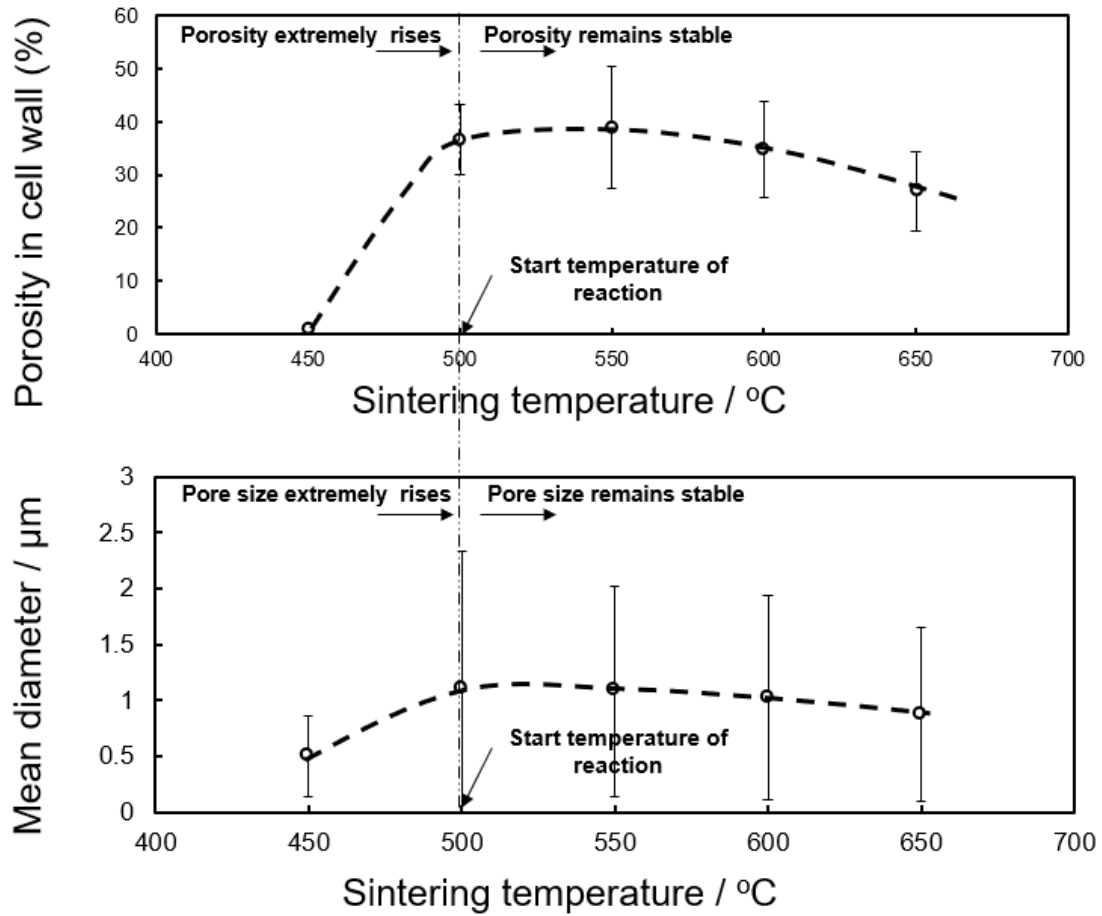 Porosity in cell wall (%)
60
50
40
30
20
10
0
Porosity extremely rises
Porosity remains stable
Start temperature of
reaction
400 450 500 550 600 650 700
Sintering temperature / ºC
Mean diameter / µm
3
2.5
2
1.5
1
0.5
0
Pore size extremely rises
Pore size remains stable
Start temperature of
reaction
400 450 500 550 600 650 700
Sintering temperature / ºC